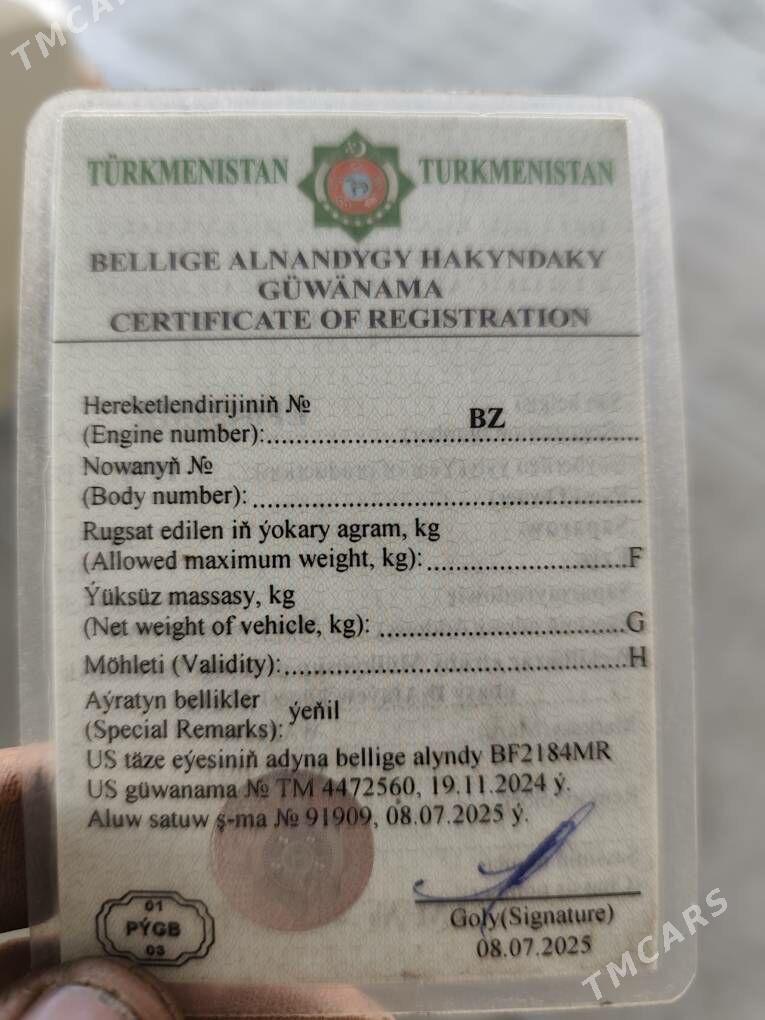 TMCARS
TÜRKMENISTAN TURKMENISTAN
BELLIGE ALNANDYGY HAKYNDAKY
GÜWÄNAMA
CERTIFICATE OF REGISTRATION
Hereketlendirijiniň №
(Engine number):.......... BZ
Nowanyň №
(Body number):..........
Rugsat edilen iň ýokary agram, kg
(Allowed maximum weight, kg):..........F
Ýüksüz massasy, kg
(Net weight of vehicle, kg):..........G
Möhleti (Validity):..........H
Aýratyn bellikler
(Special Remarks): ýeňil
US täze eýesiniň adyna bellige alyndy BF2184MR
US güwanama № TM 4472560, 19.11.2024 ý.
Aluw satuw ş-ma № 91909, 08.07.2025 ý.
01
PÝGB
03
Goly(Signature)
08.07.2025
TMCARS